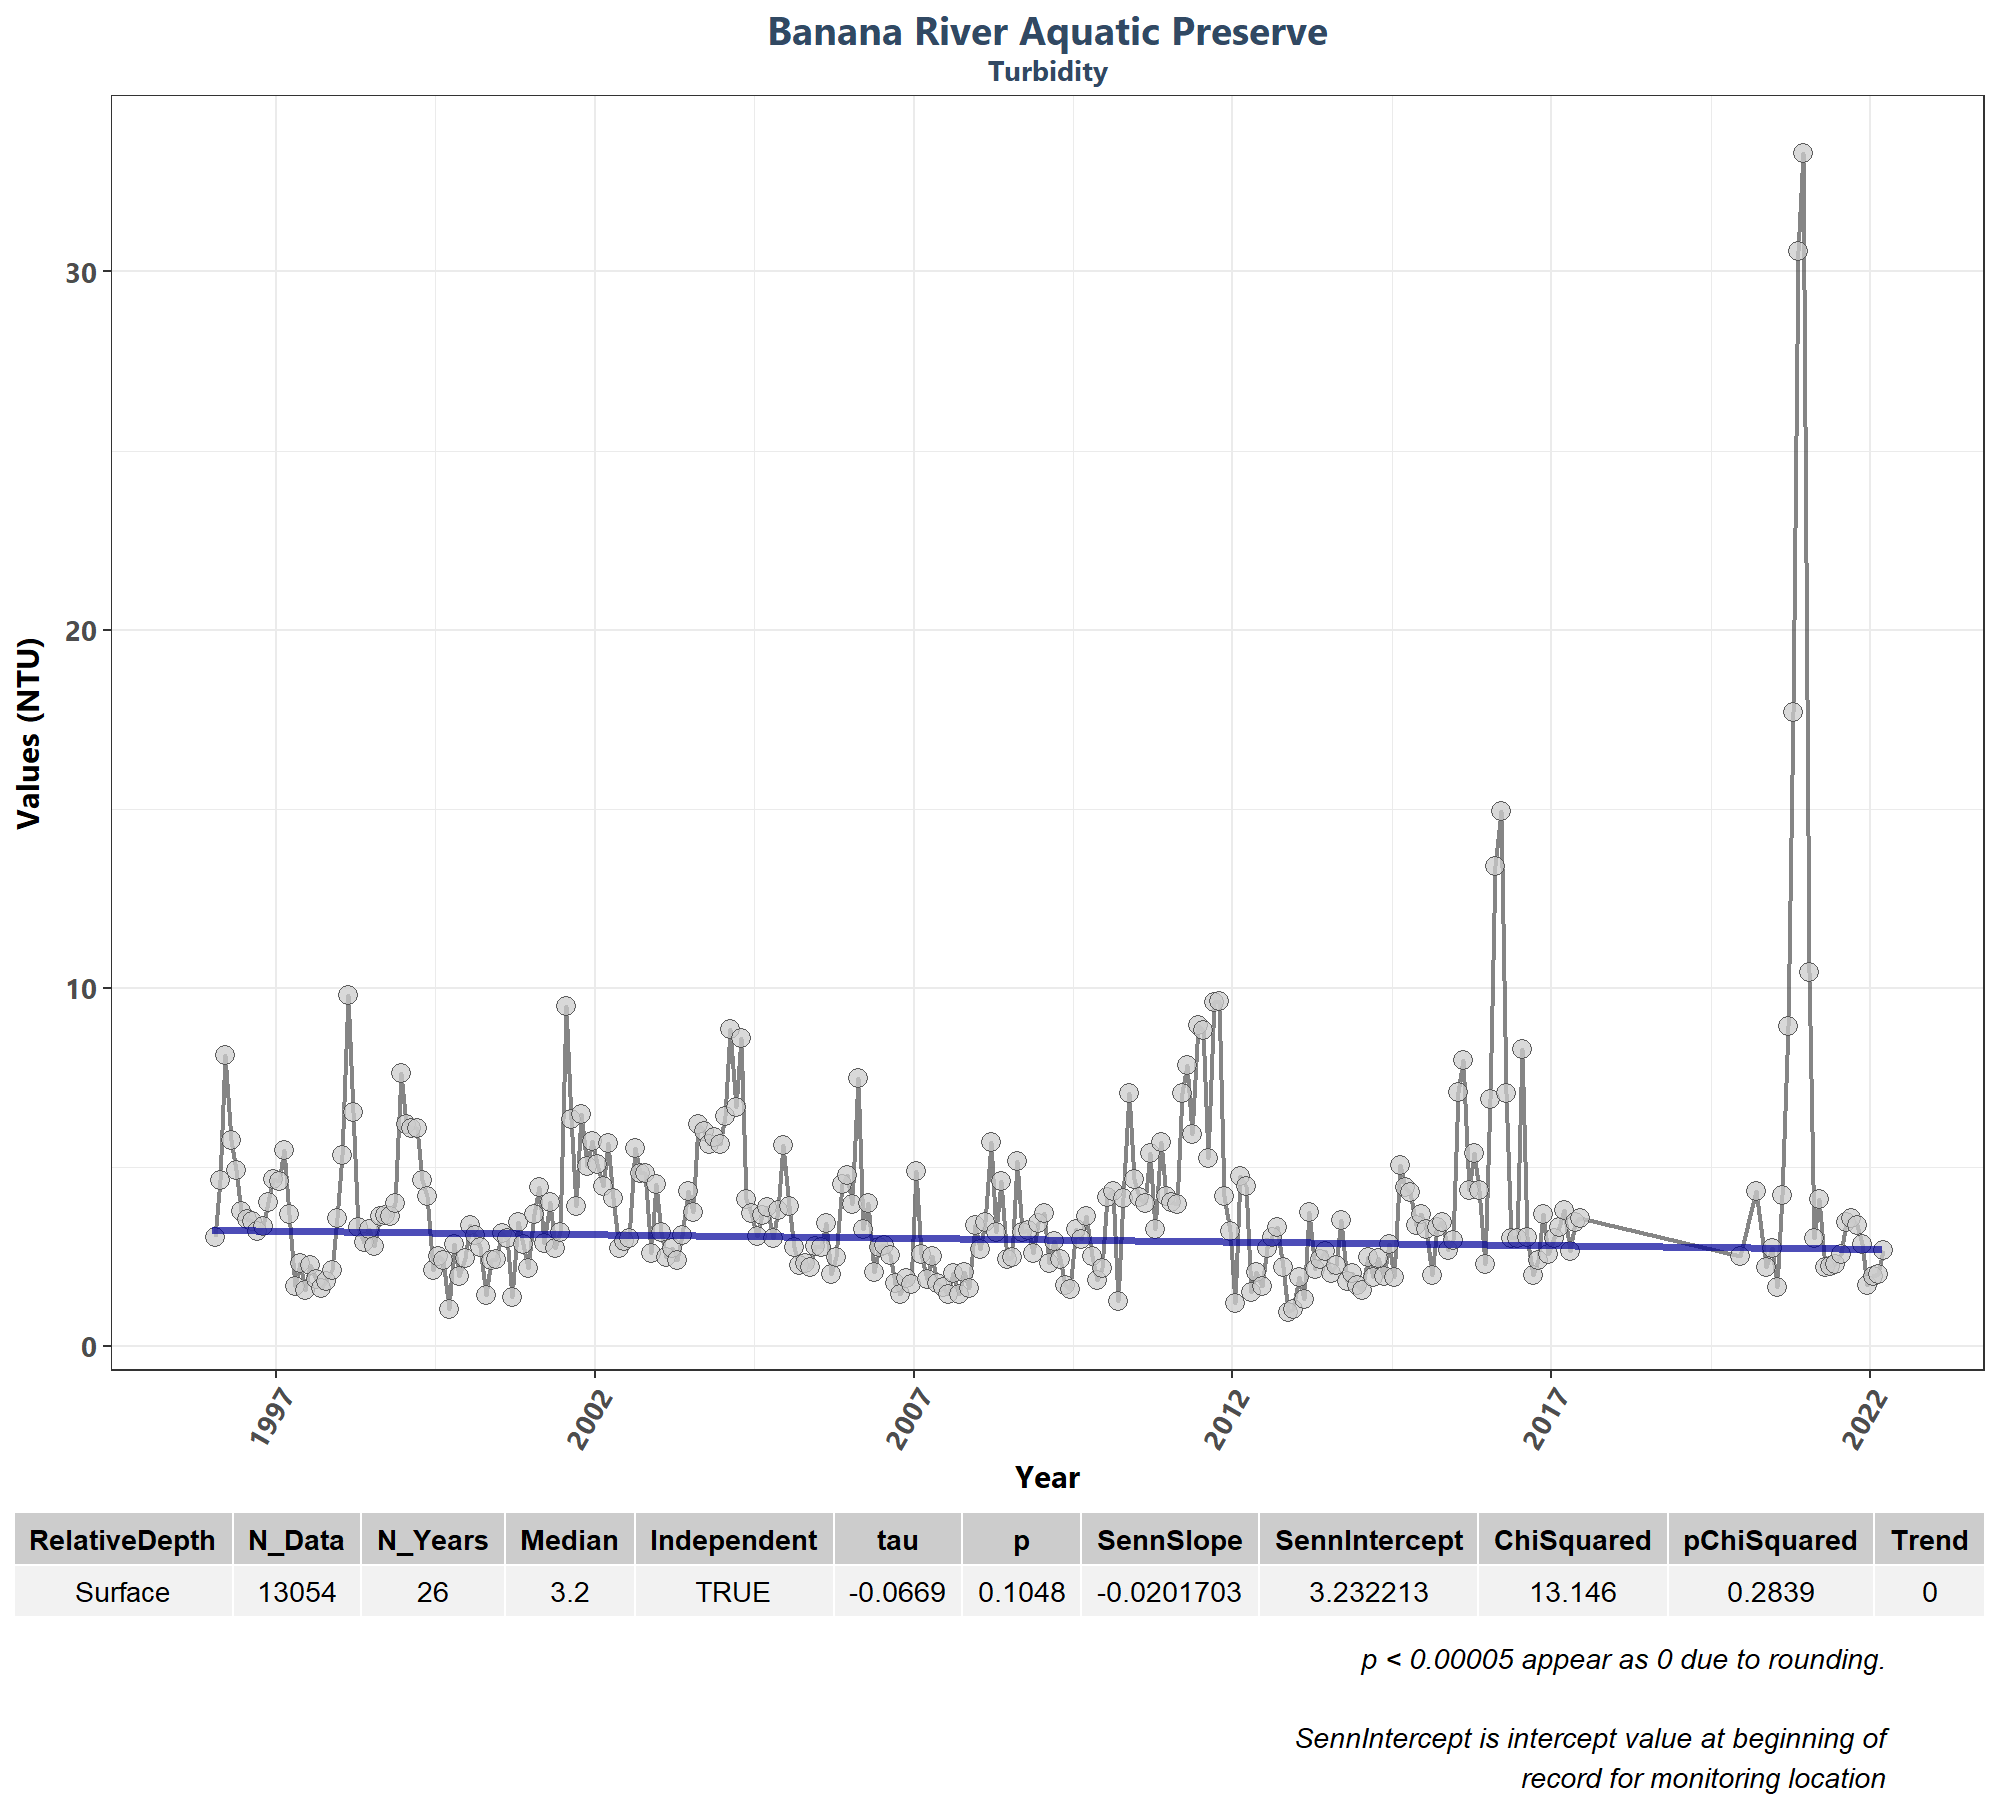 Banana River Aquatic Preserve
Turbidity
Values (NTU)
30
20
10
0
1997 2002 2007 2012 2017 2022
Year
RelativeDepth N_Data N_Years Median Independent tau p SennSlope SennIntercept ChiSquared pChiSquared Trend
Surface 13054 26 3.2 TRUE -0.0669 0.1048 -0.0201703 3.232213 13.146 0.2839 0
p < 0.00005 appear as 0 due to rounding.
SennIntercept is intercept value at beginning of
record for monitoring location